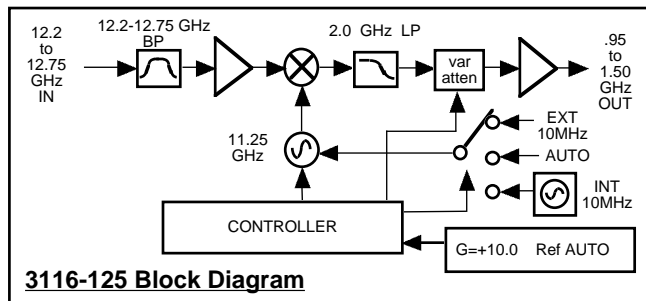 12.2
to
12.75
GHz
IN
12.2-12.75 GHz
BP
2.0 GHz LP
var
atten
.95
to
1.50
GHz
OUT
11.25
GHz
EXT
10MHz
AUTO
INT
10MHz
CONTROLLER
G=+10.0 Ref AUTO
3116-125 Block Diagram